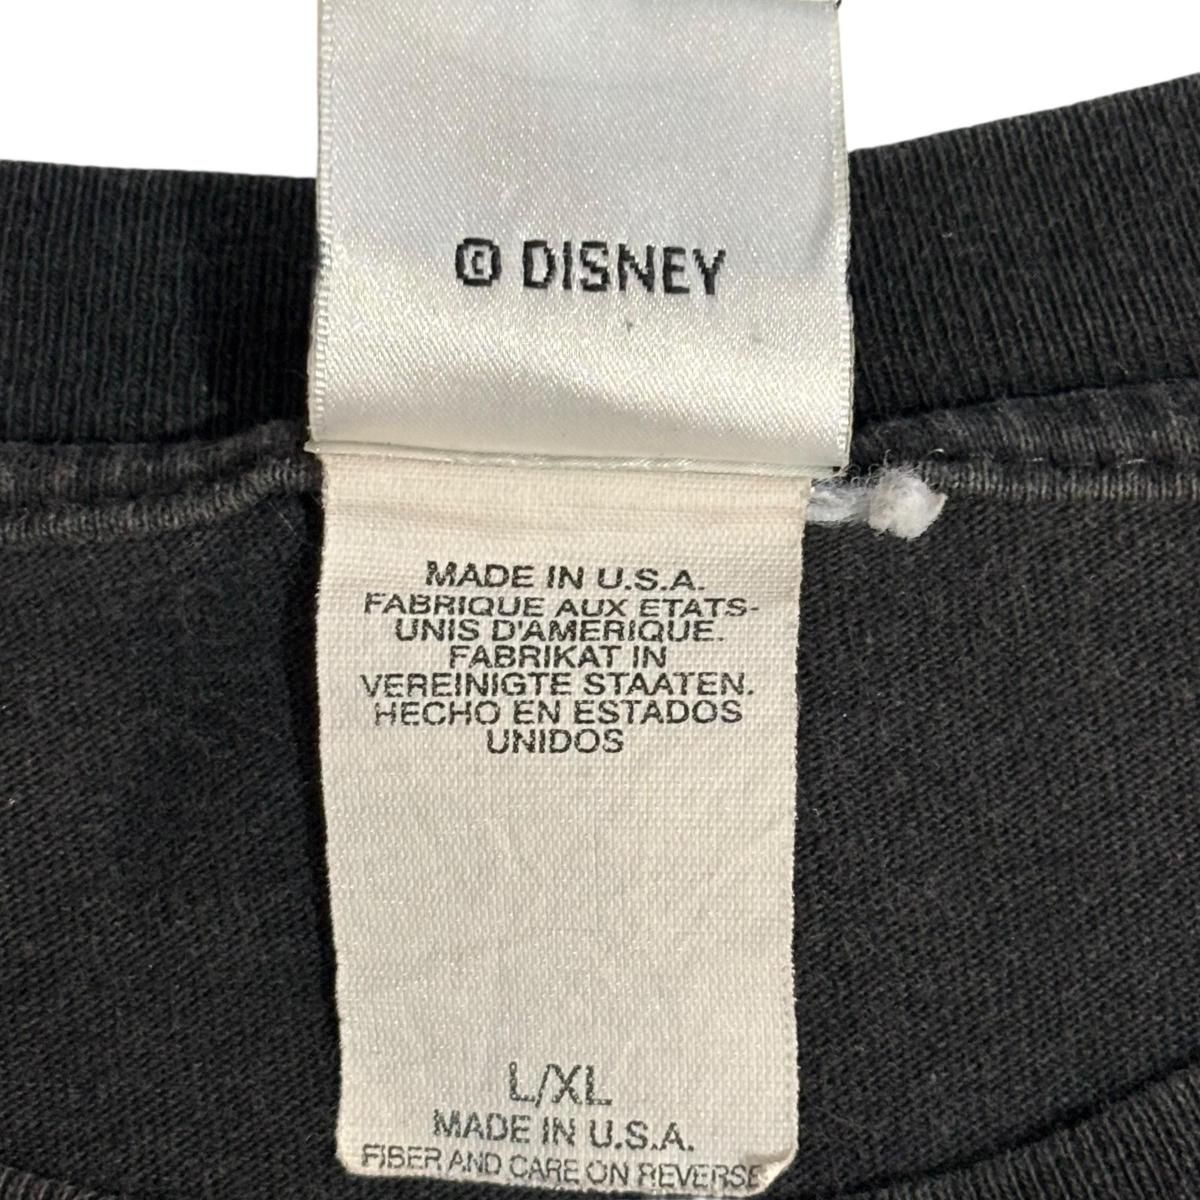 © DISNEY
MADE IN U.S.A.
FABRIQUE AUX ETATS-
UNIS D'AMERIQUE.
FABRIKAT IN
VEREINIGTE STAATEN.
HECHO EN ESTADOS
UNIDOS
L/XL
MADE IN U.S.A.
FIBER AND CARE ON REVERSE